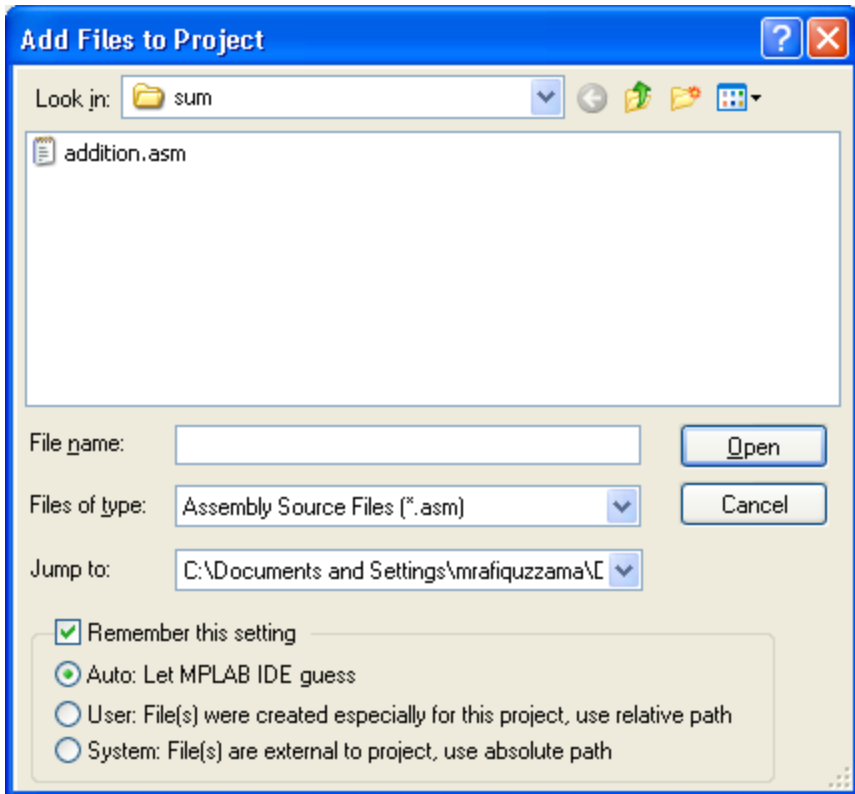 Add Files to Project
Look in: sum
addition.asm
File name: Open
Files of type: Assembly Source Files (*.asm) Cancel
Jump to: C:\Documents and Settings\mrafiquzzama\D
Remember this setting
Auto: Let MPLAB IDE guess
User: File(s) were created especially for this project, use relative path
System: File(s) are external to project, use absolute path